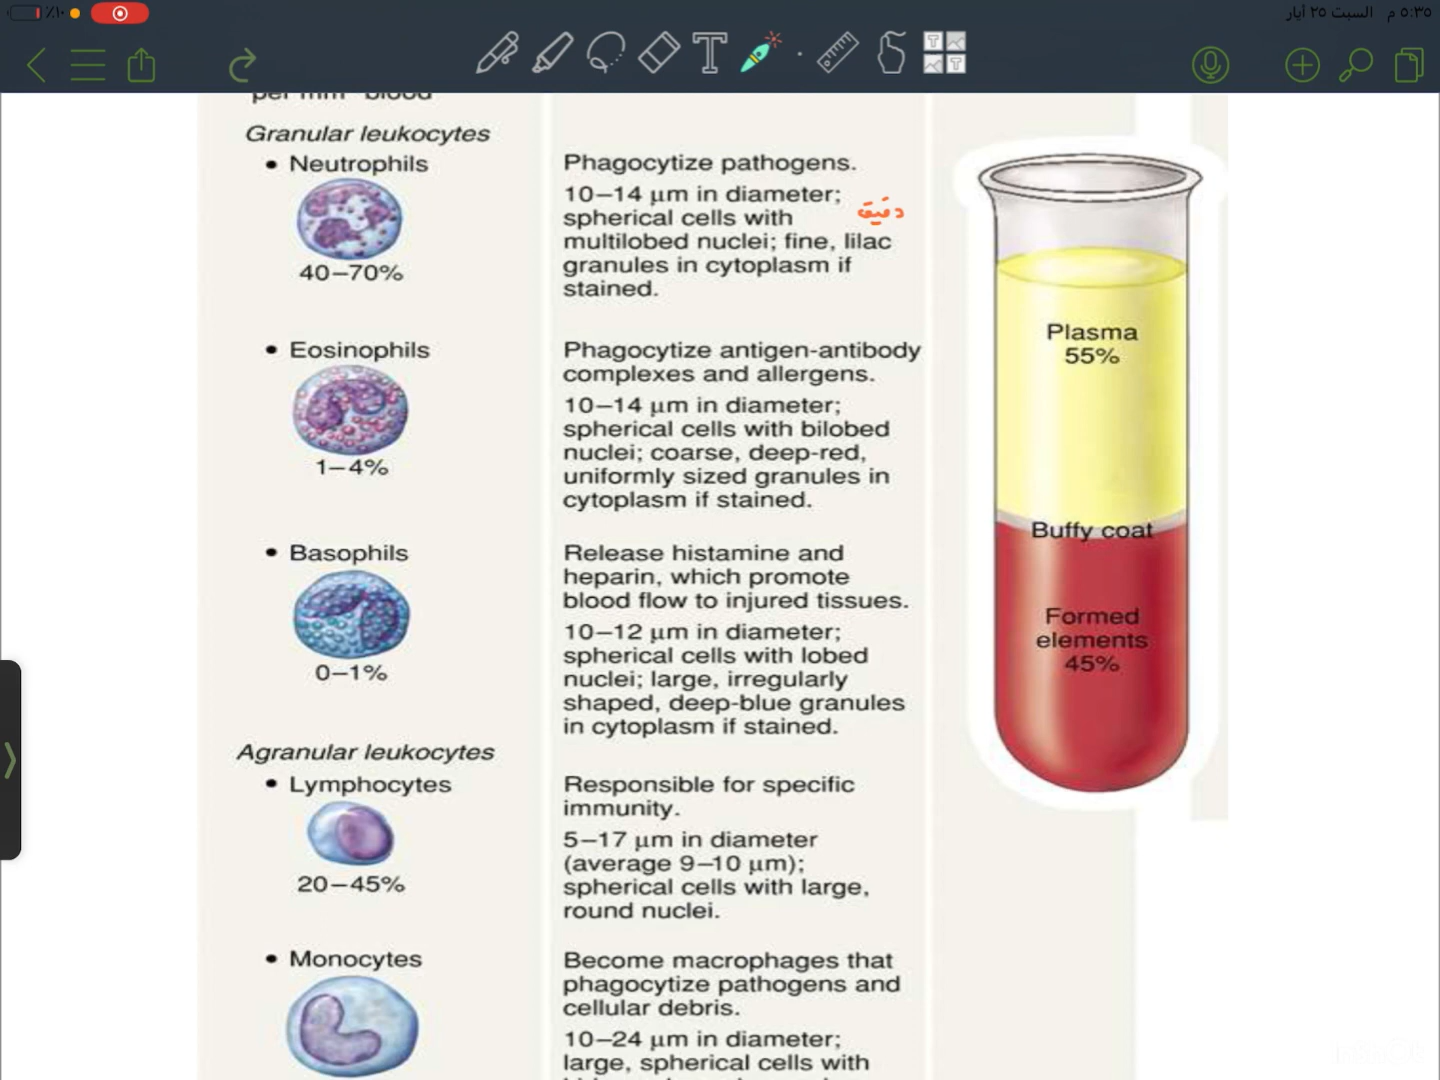 ٪١٠
٥:٣٥ م السبت ٢٥ أيار
per mm blood
Granular leukocytes
• Neutrophils
40–70%
Phagocytize pathogens.
10–14 μm in diameter;
spherical cells with
multilobed nuclei; fine, lilac
granules in cytoplasm if
stained.
دقيق
• Eosinophils
1–4%
Phagocytize antigen-antibody
complexes and allergens.
10–14 μm in diameter;
spherical cells with bilobed
nuclei; coarse, deep-red,
uniformly sized granules in
cytoplasm if stained.
• Basophils
0–1%
Release histamine and
heparin, which promote
blood flow to injured tissues.
10–12 μm in diameter;
spherical cells with lobed
nuclei; large, irregularly
shaped, deep-blue granules
in cytoplasm if stained.
Agranular leukocytes
• Lymphocytes
20–45%
Responsible for specific
immunity.
5–17 μm in diameter
(average 9–10 μm);
spherical cells with large,
round nuclei.
• Monocytes
Become macrophages that
phagocytize pathogens and
cellular debris.
10–24 μm in diameter;
large, spherical cells with
Plasma
55%
Buffy coat
Formed
elements
45%